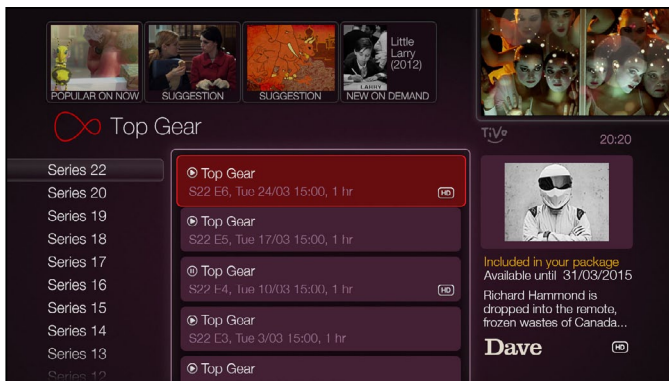 Little
Larry
(2012)
LARRY
POPULAR ON NOW
SUGGESTION
SUGGESTION
NEW ON DEMAND
Top Gear
TiVo
20:20
Series 22
Series 20
Series 19
Series 18
Series 17
Series 16
Series 15
Series 14
Series 13
Series 12
Top Gear
S22 E6, Tue 24/03 15:00, 1 hr
HD
Top Gear
S22 E5, Tue 17/03 15:00, 1 hr
Top Gear
S22 E4, Tue 10/03 15:00, 1 hr
HD
Top Gear
S22 E3, Tue 3/03 15:00, 1 hr
Top Gear
Included in your package
Available until 31/03/2015
Richard Hammond is
dropped into the remote,
frozen wastes of Canada...
Dave
HD